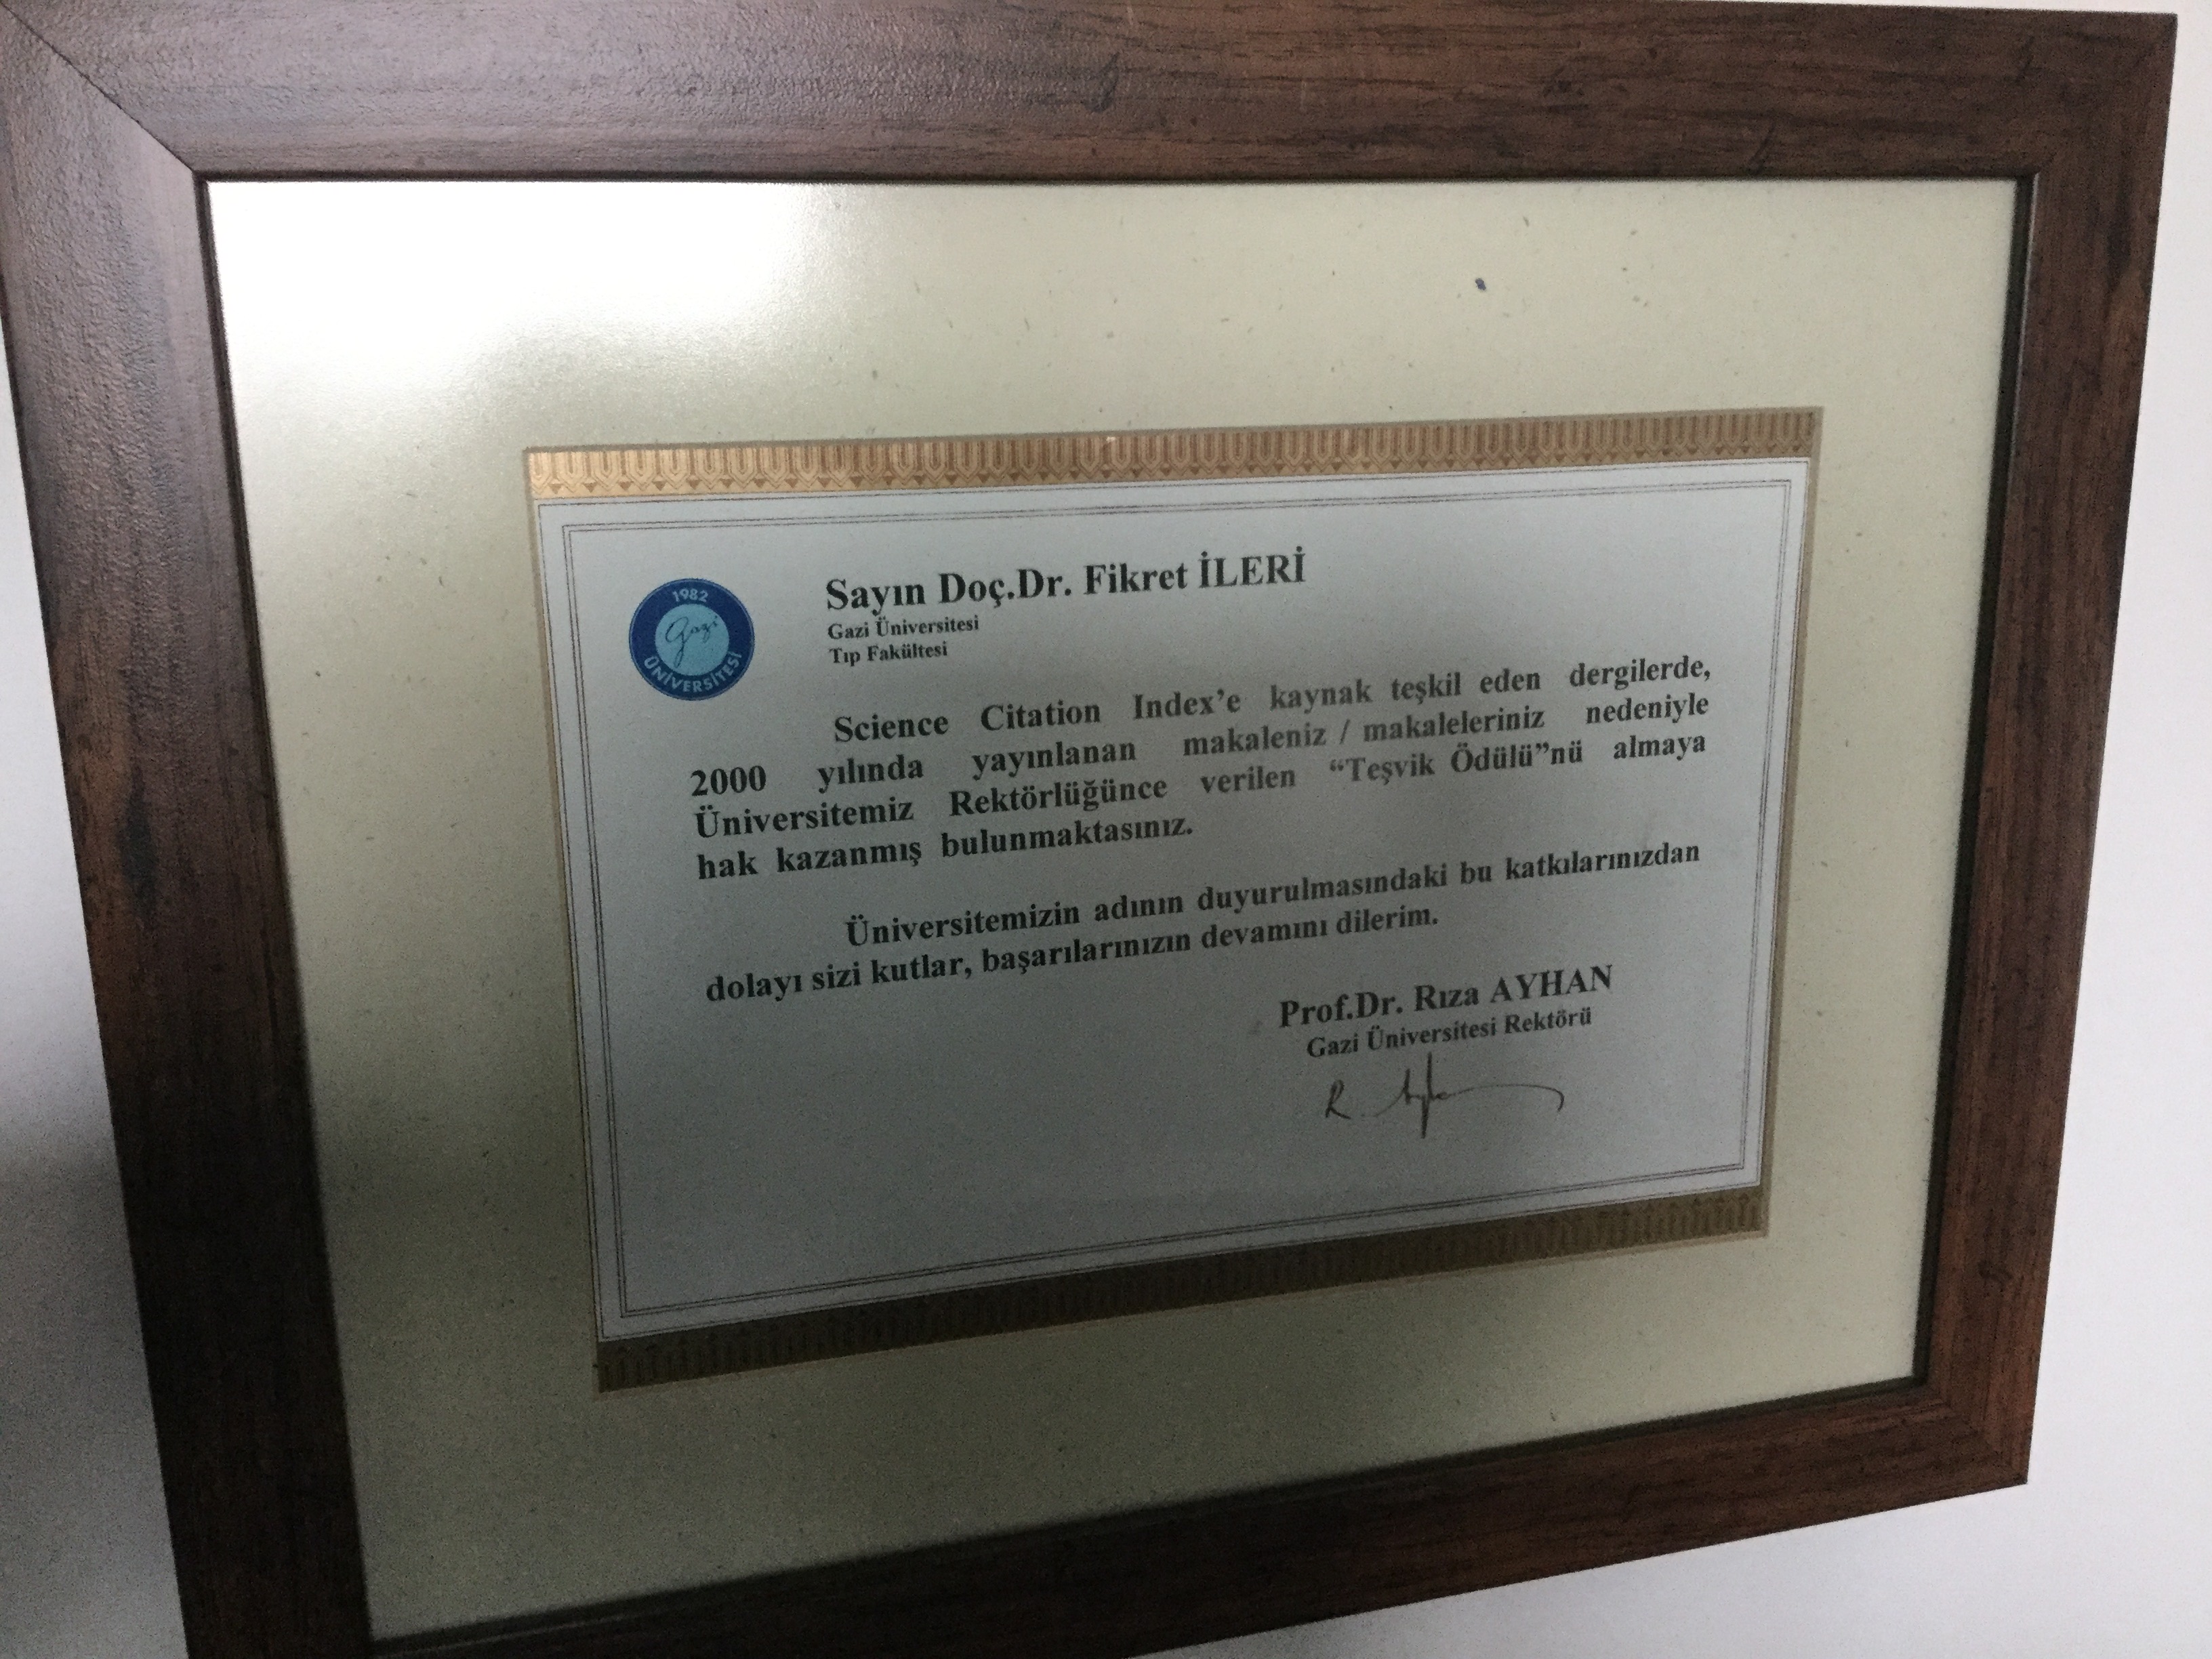 1982
Gazi
ÜNİVERSİTESİ
Sayın Doç.Dr. Fikret İLERİ
Gazi Üniversitesi
Tıp Fakültesi
Science Citation Index’e kaynak teşkil eden dergilerde,
2000 yılında yayınlanan makaleniz / makaleleriniz nedeniyle
Üniversitemiz Rektörlüğünce verilen “Teşvik Ödülü”nü almaya
hak kazanmış bulunmaktasınız.
Üniversitemizin adının duyurulmasındaki bu katkılarınızdan
dolayı sizi kutlar, başarılarınızın devamını dilerim.
Prof.Dr. Rıza AYHAN
Gazi Üniversitesi Rektörü
R. Ayhan